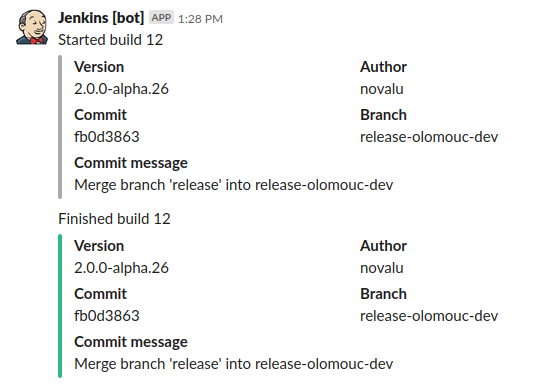 Jenkins [bot] APP 1:28 PM
Started build 12
Version Author
2.0.0-alpha.26 novalu
Commit Branch
fb0d3863 release-olomouc-dev
Commit message
Merge branch 'release' into release-olomouc-dev
Finished build 12
Version Author
2.0.0-alpha.26 novalu
Commit Branch
fb0d3863 release-olomouc-dev
Commit message
Merge branch 'release' into release-olomouc-dev